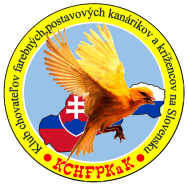 Klub chovateľov farebných,postavových kanárikov a krížencov na Slovensku
• KCHFPKaK •